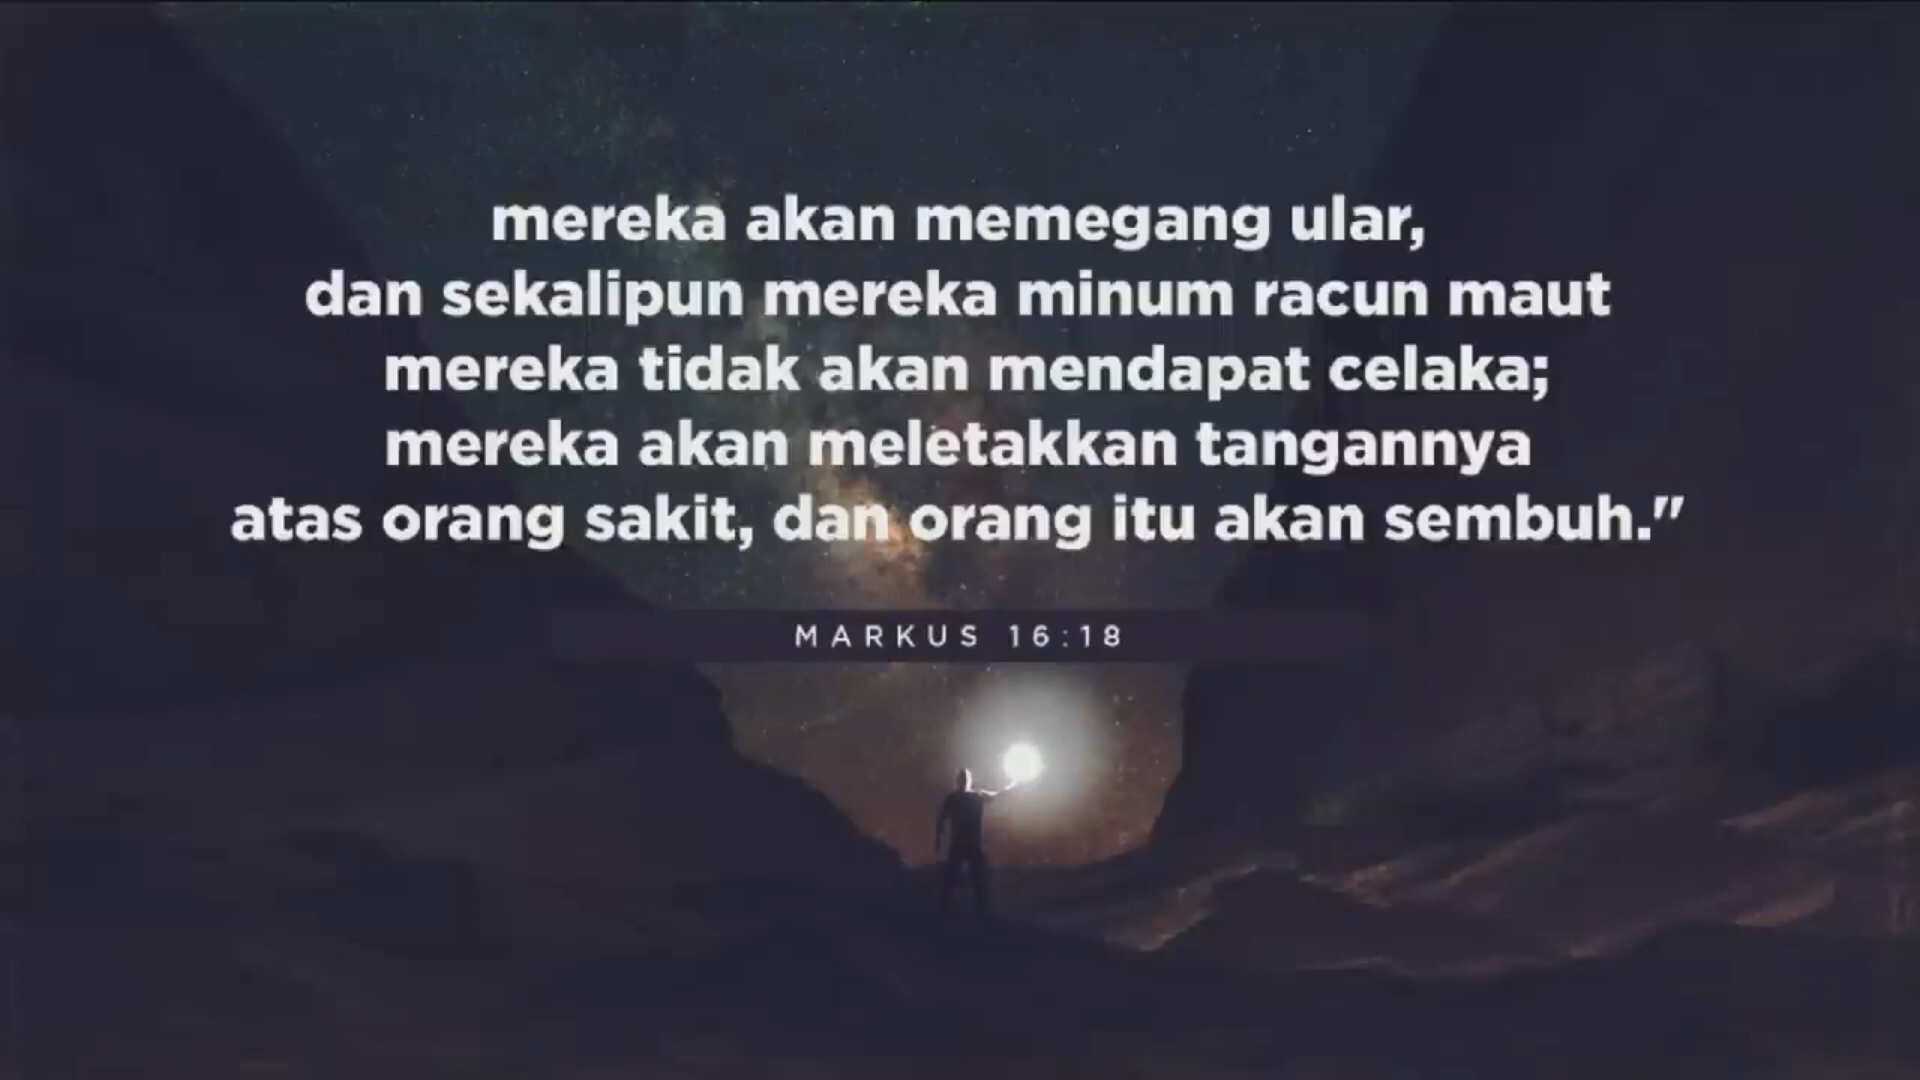 mereka akan memegang ular,
dan sekalipun mereka minum racun maut
mereka tidak akan mendapat celaka;
mereka akan meletakkan tangannya
atas orang sakit, dan orang itu akan sembuh."
MARKUS 16:18